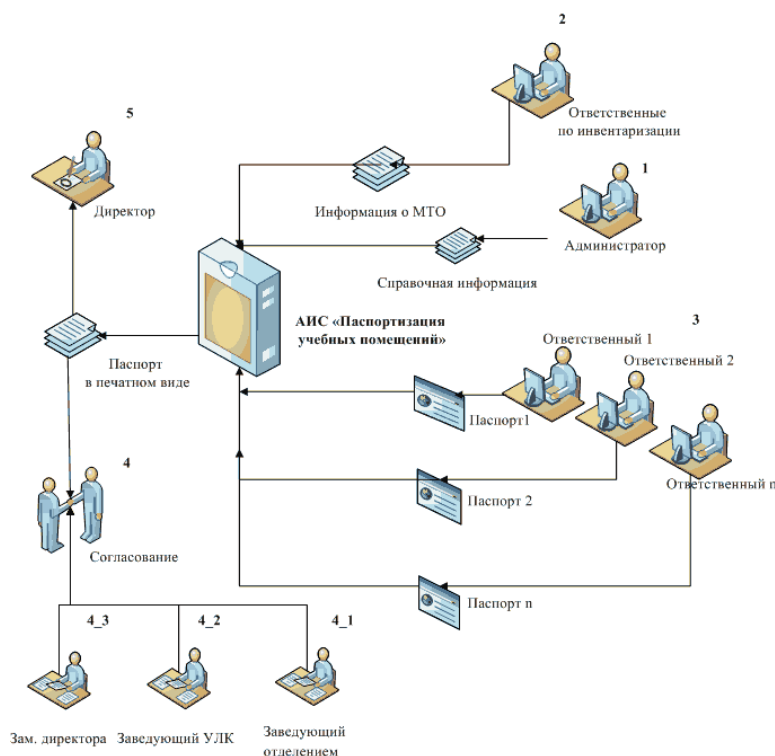 2
Ответственные
по инвентаризации
5
Директор
Информация о МТО
1
Администратор
Справочная информация
АИС «Паспортизация
учебных помещений»
3
Ответственный 1
Ответственный 2
Ответственный n
Паспорт
в печатном виде
Паспорт1
Паспорт 2
Паспорт n
4
Согласование
4_3
4_2
4_1
Зам. директора
Заведующий УЛК
Заведующий
отделением